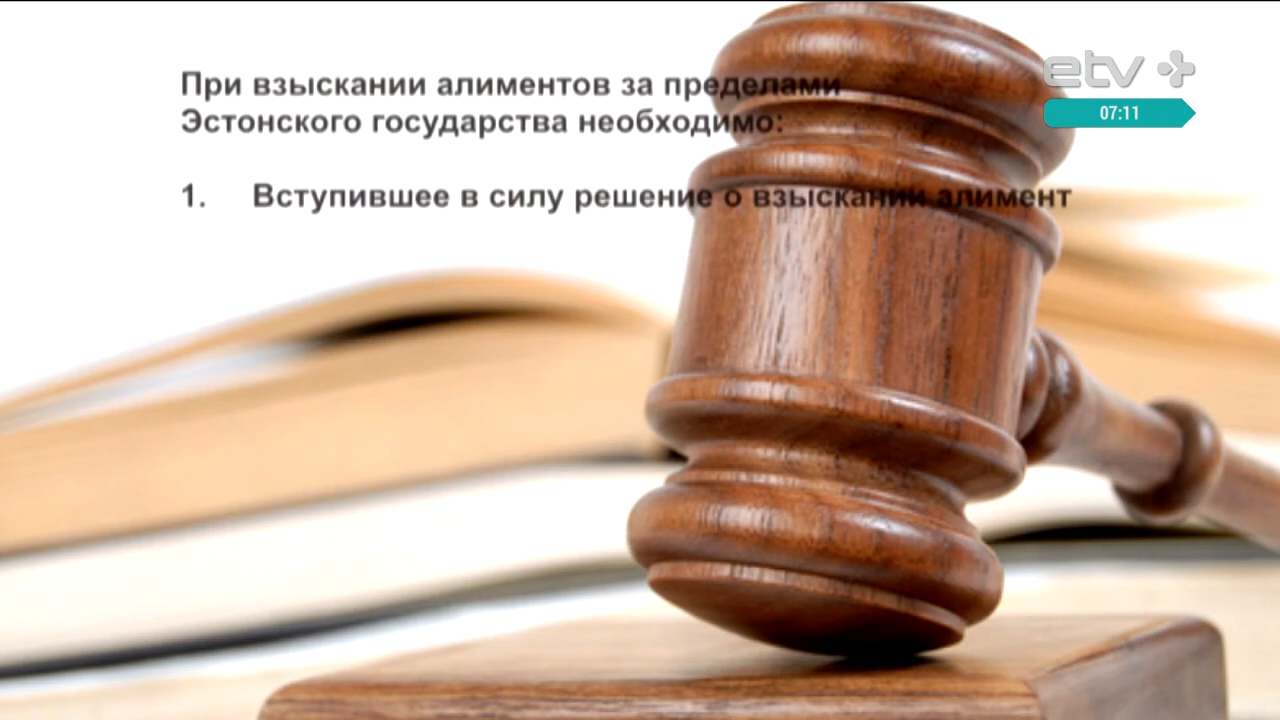 При взыскании алиментов за пределами
Эстонского государства необходимо:
1. Вступившее в силу решение о взыскании алимент
etv+
07:11